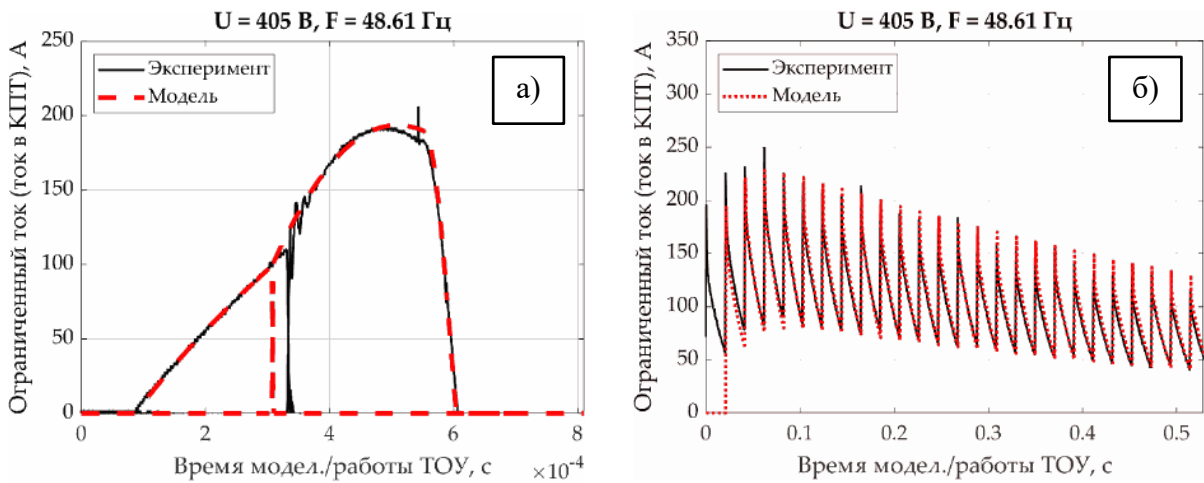 U = 405 В, F = 48.61 Гц
Ограниченный ток (ток в КПТ), А
250
200
150
100
50
0
Эксперимент
Модель
а)
0
2
4
6
8
×10⁻⁴
Время модел./работы ТОУ, с
U = 405 В, F = 48.61 Гц
Ограниченный ток (ток в КПТ), А
350
300
250
200
150
100
50
0
Эксперимент
Модель
б)
0
0.1
0.2
0.3
0.4
0.5
Время модел./работы ТОУ, с